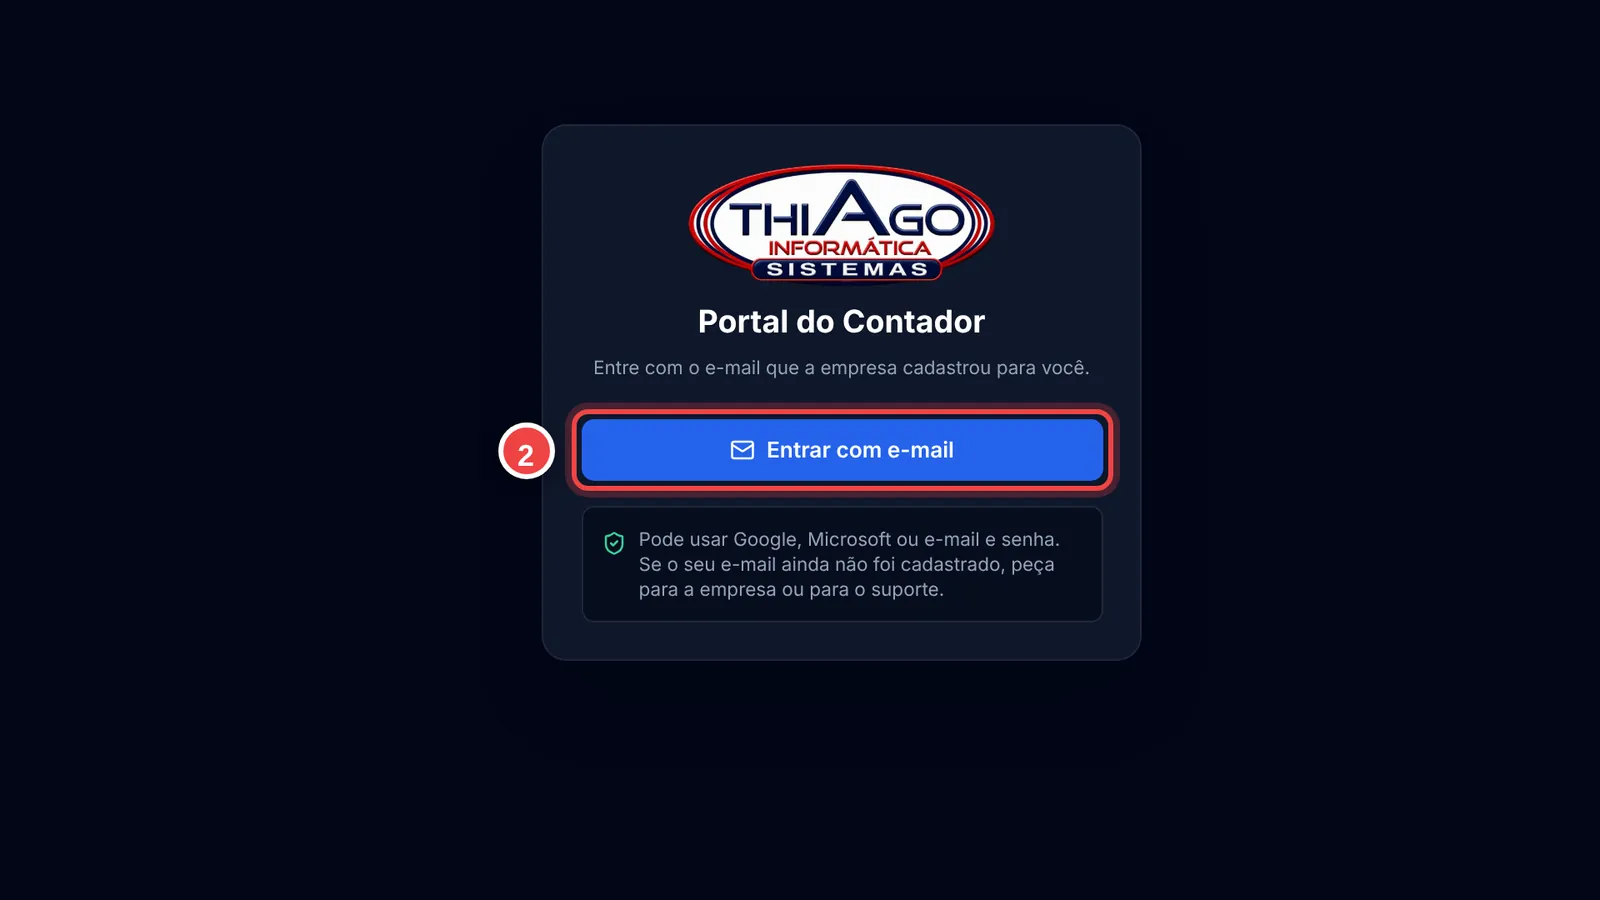 THIAGO
INFORMÁTICA
SISTEMAS
Portal do Contador
Entre com o e-mail que a empresa cadastrou para você.
2
Entrar com e-mail
Pode usar Google, Microsoft ou e-mail e senha.
Se o seu e-mail ainda não foi cadastrado, peça
para a empresa ou para o suporte.